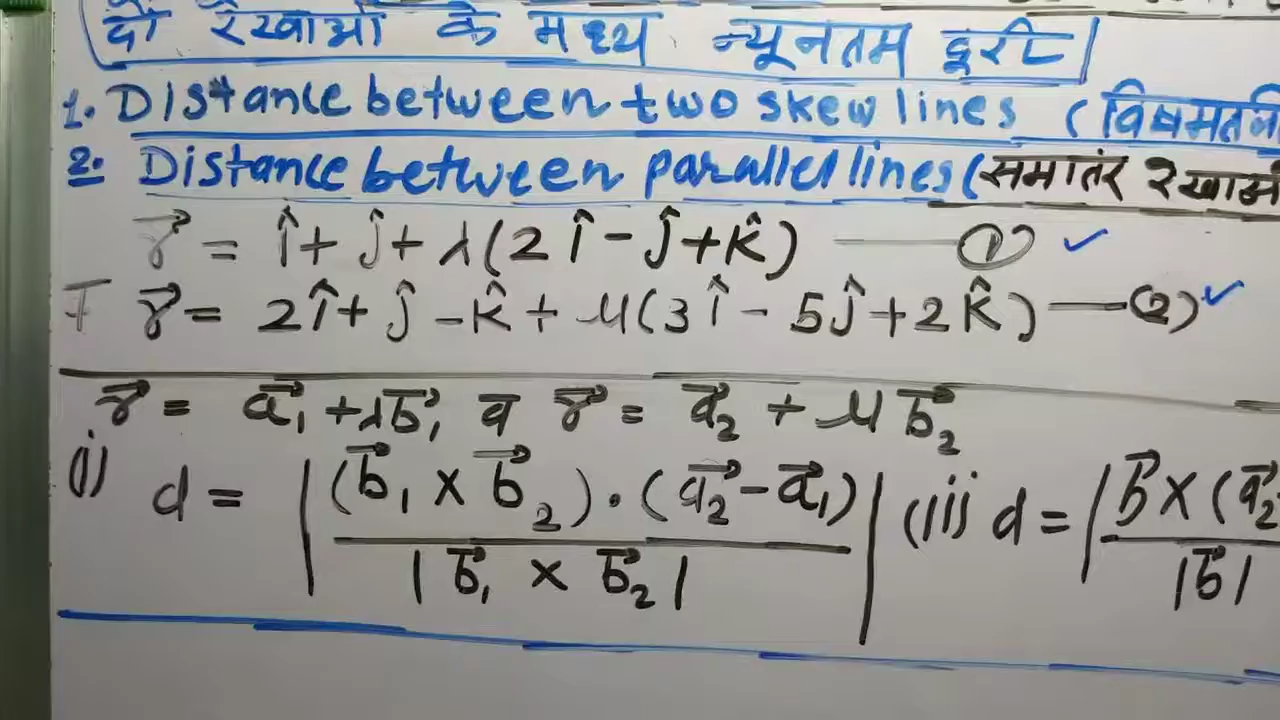 दो रेखाओं के मध्य न्यूनतम दूरी
1. Distance between two skew lines (विषमतली
2. Distance between parallel lines (समातंर रेखाओं
r⃗ = î + ĵ + λ(2î - ĵ + k̂) —— (1) ✓
r⃗ = 2î + ĵ - k̂ + μ(3î - 5ĵ + 2k̂) —— (2) ✓
r⃗ = a⃗₁ + λb⃗₁ व r⃗ = a⃗₂ + μb⃗₂
(i) d = |(b⃗₁ × b⃗₂)·(a⃗₂ - a⃗₁) / |b⃗₁ × b⃗₂|| (ii) d = |b⃗ × (a⃗₂ / |b⃗|